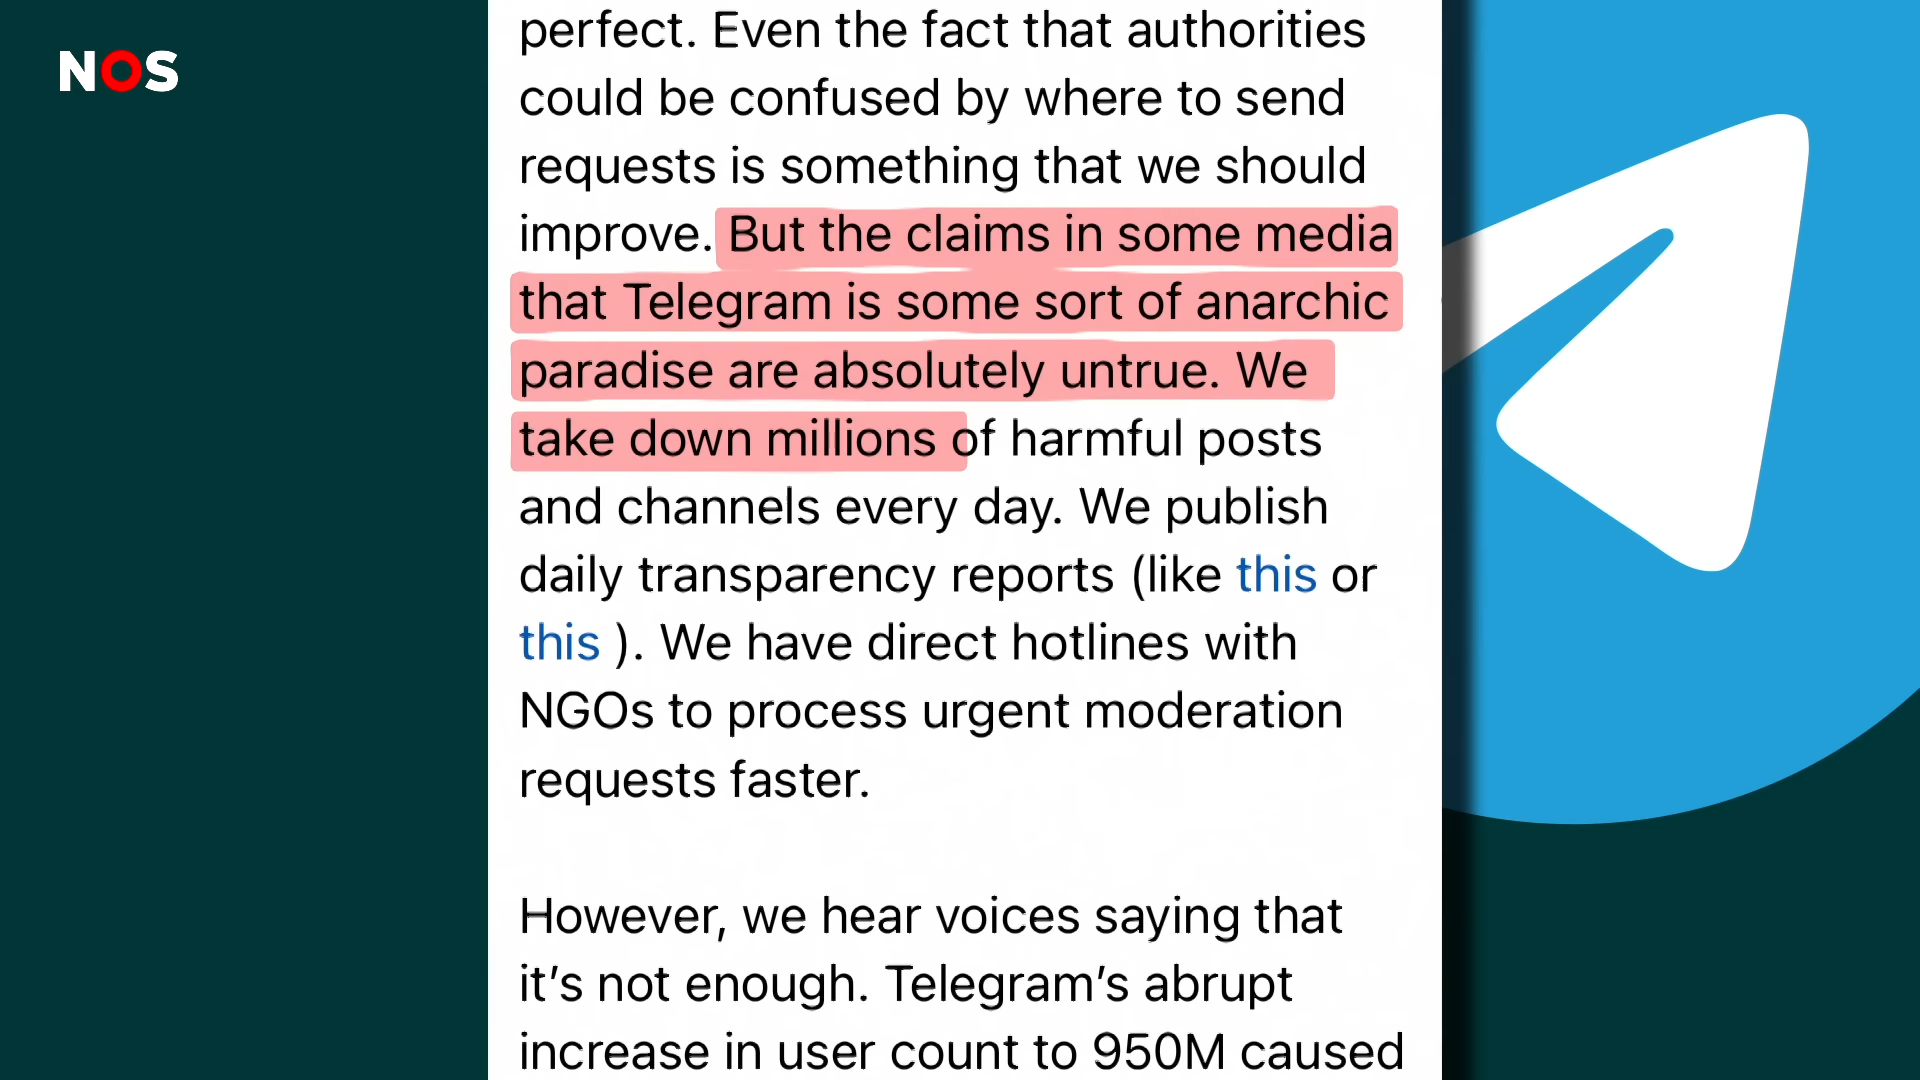 NOS
perfect. Even the fact that authorities
could be confused by where to send
requests is something that we should
improve. But the claims in some media
that Telegram is some sort of anarchic
paradise are absolutely untrue. We
take down millions of harmful posts
and channels every day. We publish
daily transparency reports (like this or
this ). We have direct hotlines with
NGOs to process urgent moderation
requests faster.
However, we hear voices saying that
it’s not enough. Telegram’s abrupt
increase in user count to 950M caused